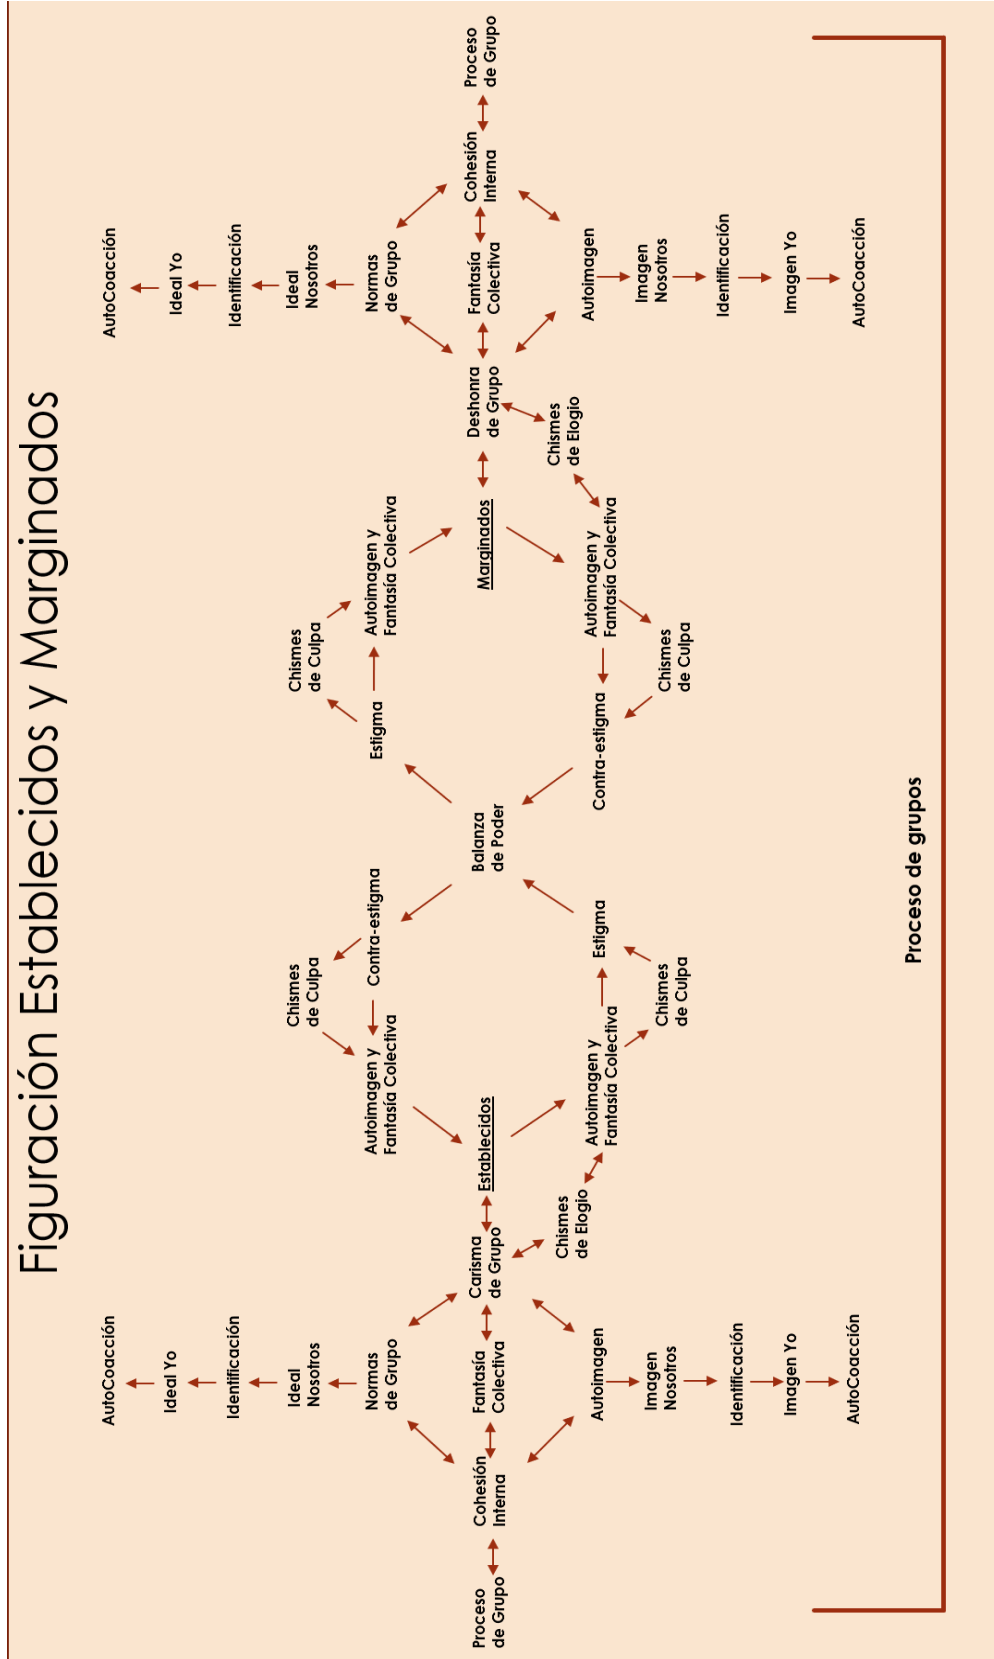 Figuración Establecidos y Marginados
AutoCoacción
Ideal Yo
Identificación
Ideal
Nosotros
Normas
de Grupo
Proceso
de Grupo
Cohesión
Interna
Fantasía
Colectiva
Carisma
de Grupo
Establecidos
Autoimagen
Imagen
Nosotros
Identificación
Imagen Yo
AutoCoacción
Chismes
de Elogio
Chismes
de Culpa
Contra-estigma
Autoimagen y
Fantasía Colectiva
Autoimagen y
Fantasía Colectiva
Estigma
Chismes
de Culpa
Balanza
de Poder
Chismes
de Culpa
Estigma
Autoimagen y
Fantasía Colectiva
Contra-estigma
Autoimagen y
Fantasía Colectiva
Chismes
de Culpa
Marginados
Chismes
de Elogio
Deshonra
de Grupo
Fantasía
Colectiva
Cohesión
Interna
Proceso
de Grupo
AutoCoacción
Ideal Yo
Identificación
Ideal
Nosotros
Normas
de Grupo
Autoimagen
Imagen
Nosotros
Identificación
Imagen Yo
AutoCoacción
Proceso de grupos